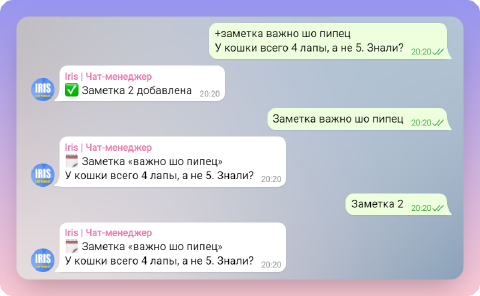 +заметка важно шо пипец
У кошки всего 4 лапы, а не 5. Знали? 20:20
Iris | Чат-менеджер
✅ Заметка 2 добавлена 20:20
IRIS
Заметка важно шо пипец 20:20
Iris | Чат-менеджер
🗒 Заметка «важно шо пипец»
У кошки всего 4 лапы, а не 5. Знали? 20:20
IRIS
Заметка 2 20:20
Iris | Чат-менеджер
🗒 Заметка «важно шо пипец»
У кошки всего 4 лапы, а не 5. Знали? 20:20
IRIS